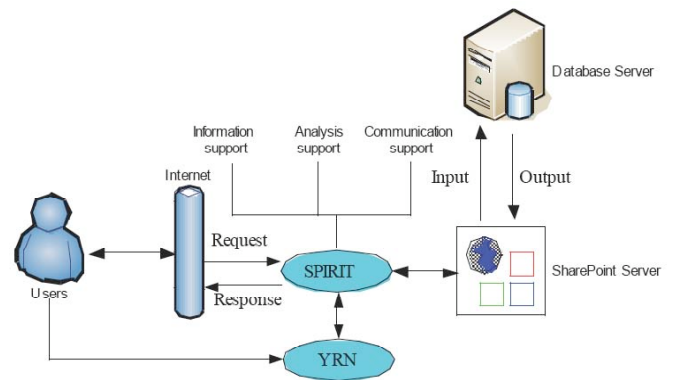 Database Server
Information
support
Analysis
support
Communication
support
Internet
Input
Output
Request
SPIRIT
SharePoint Server
Response
Users
YRN